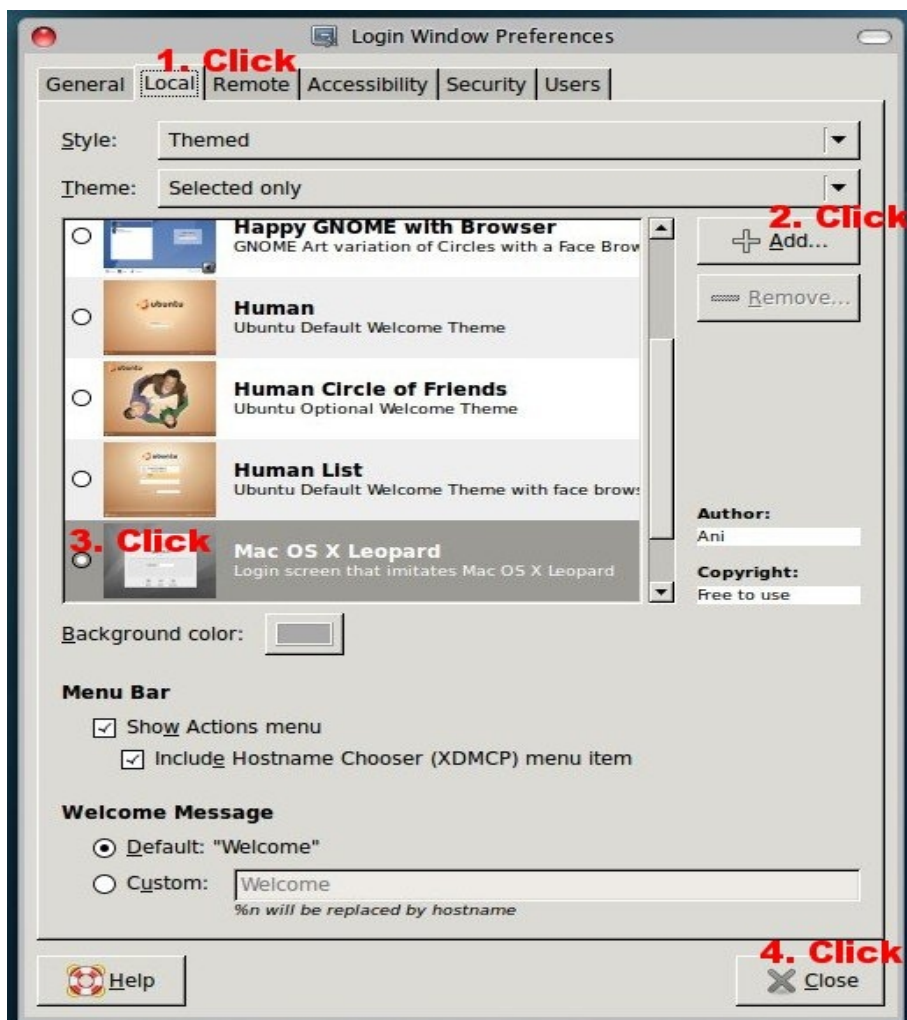 Login Window Preferences
1. Click
General Local Remote Accessibility Security Users
Style: Themed
Theme: Selected only
2. Click
Happy GNOME with Browser
GNOME Art variation of Circles with a Face Brow
Add...
Remove...
ubuntu
Human
Ubuntu Default Welcome Theme
ubuntu
Human Circle of Friends
Ubuntu Optional Welcome Theme
ubuntu
Human List
Ubuntu Default Welcome Theme with face brows
3. Click
Mac OS X Leopard
Login screen that imitates Mac OS X Leopard
Author:
Ani
Copyright:
Free to use
Background color:
Menu Bar
Show Actions menu
Include Hostname Chooser (XDMCP) menu item
Welcome Message
Default: "Welcome"
Custom: Welcome
%n will be replaced by hostname
4. Click
Help
Close